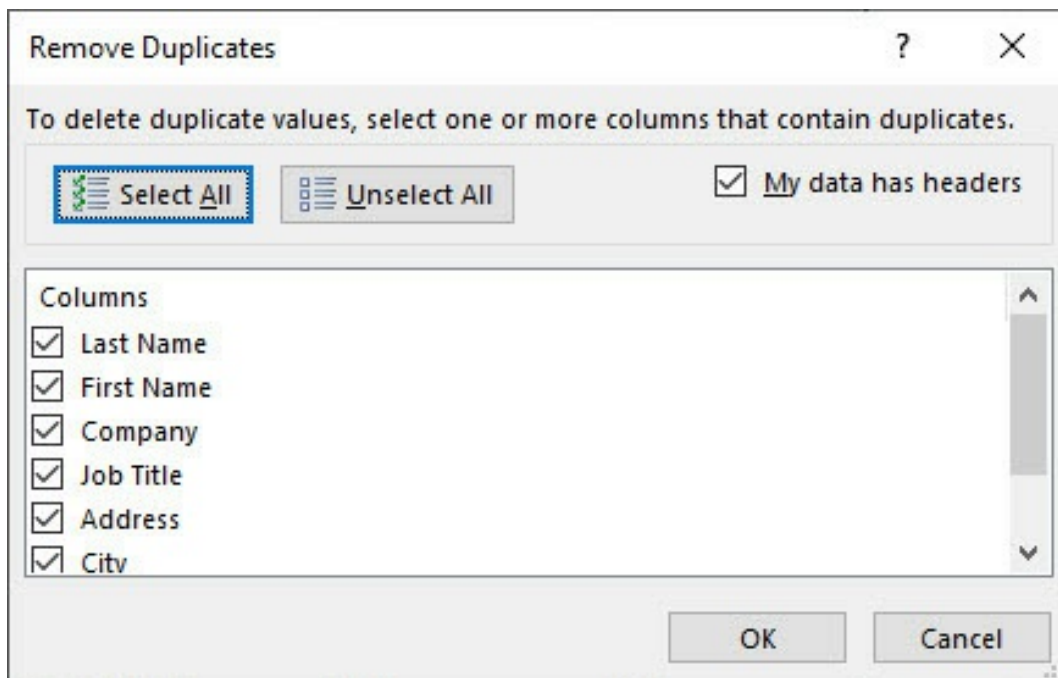 Remove Duplicates
?
To delete duplicate values, select one or more columns that contain duplicates.
Select All
Unselect All
My data has headers
Columns
Last Name
First Name
Company
Job Title
Address
City
OK
Cancel